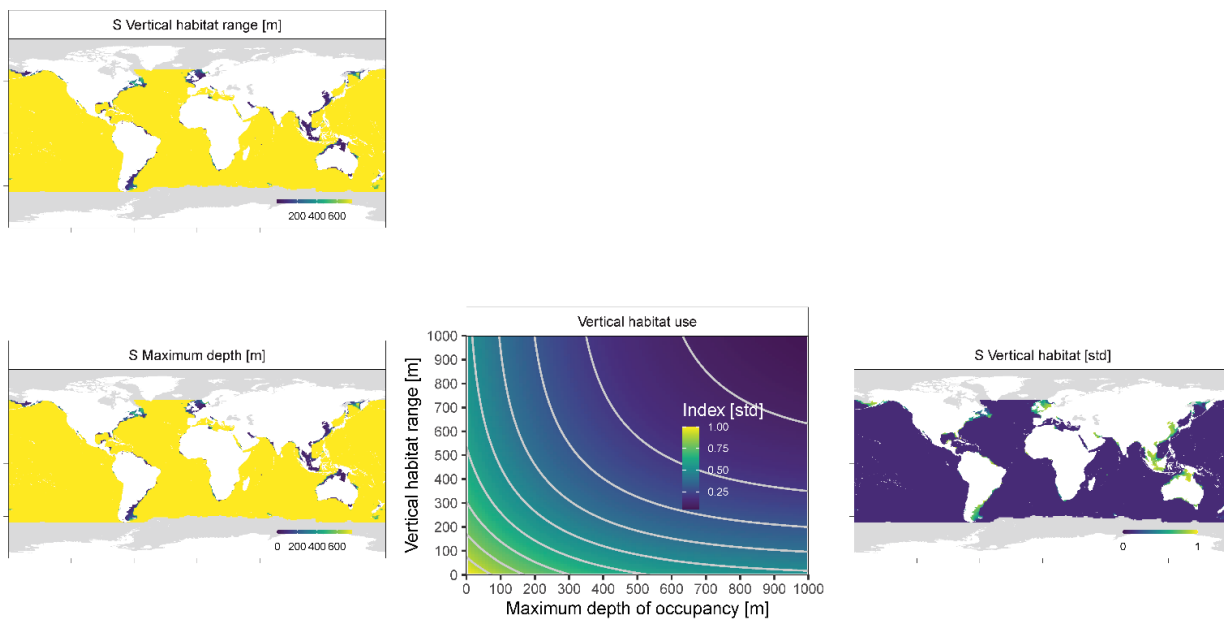 S Vertical habitat range [m]
200 400 600
S Maximum depth [m]
0 200 400 600
Vertical habitat use
1000
900
800
700
600
500
400
300
200
100
0
Vertical habitat range [m]
Index [std]
1.00
0.75
0.50
0.25
0 100 200 300 400 500 600 700 800 900 1000
Maximum depth of occupancy [m]
S Vertical habitat [std]
0 1